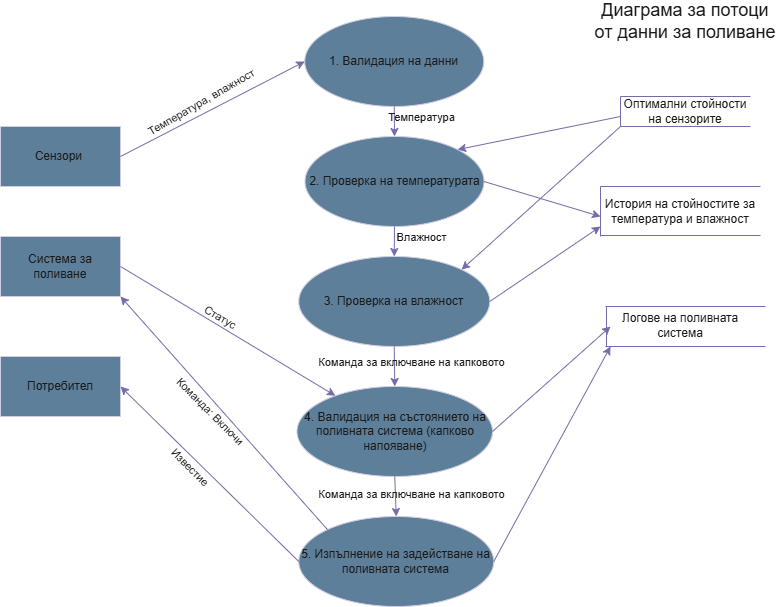 Диаграма за потоци
от данни за поливане
1. Валидация на данни
Температура, влажност
Сензори
Температура
Оптимални стойности
на сензорите
2. Проверка на температурата
История на стойностите за
температура и влажност
Влажност
Система за
поливане
3. Проверка на влажност
Статус
Логове на поливната
система
Команда за включване на капковото
Потребител
Команда: Включи
4. Валидация на състоянието на
поливната система (капково
напояване)
Известие
Команда за включване на капковото
5. Изпълнение на задействане на
поливната система